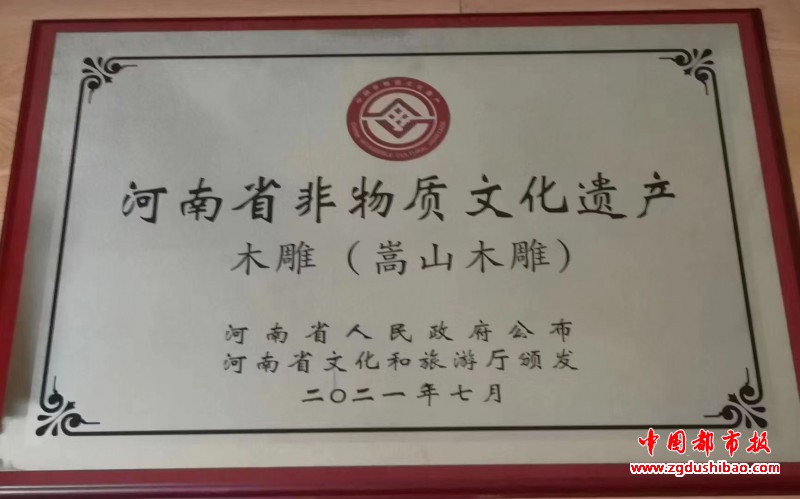 河南省非物质文化遗产
木雕（嵩山木雕）
河南省人民政府公布
河南省文化和旅游厅颁发
二〇二一年七月
中国都市报
www.zgdushibao.com